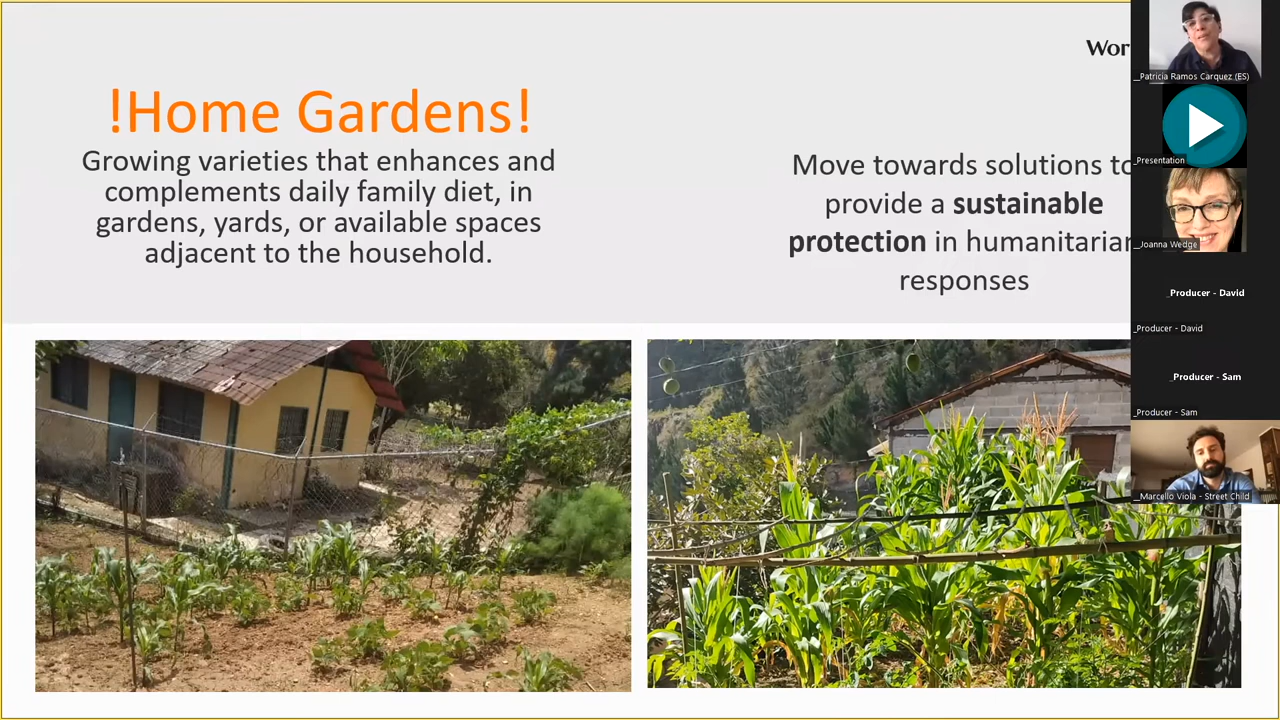 !Home Gardens!
Growing varieties that enhances and
complements daily family diet, in
gardens, yards, or available spaces
adjacent to the household.
Wor
Move towards solutions to
provide a sustainable
protection in humanitarian
responses
_Patricia Ramos Carquez (ES)
_Presentation
_Joanna Wedge
_Producer - David
_Producer - David
_Producer - Sam
_Producer - Sam
_Marcello Viola - Street Child